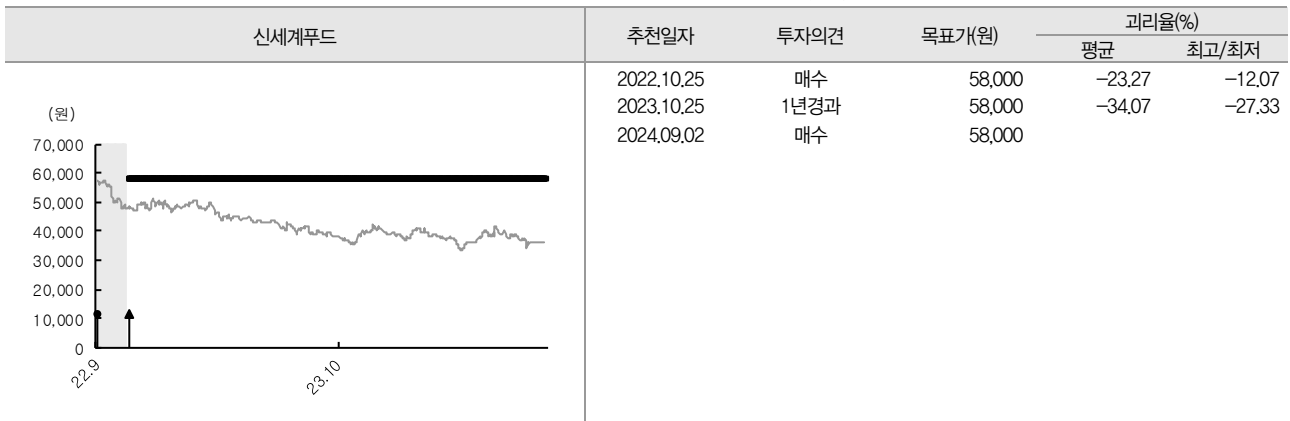 신세계푸드
추천일자 투자의견 목표가(원) 괴리율(%)
평균 최고/최저
2022.10.25 매수 58,000 -23.27 -12.07
2023.10.25 1년경과 58,000 -34.07 -27.33
2024.09.02 매수 58,000
(원)
70,000
60,000
50,000
40,000
30,000
20,000
10,000
0
22.9 23.10